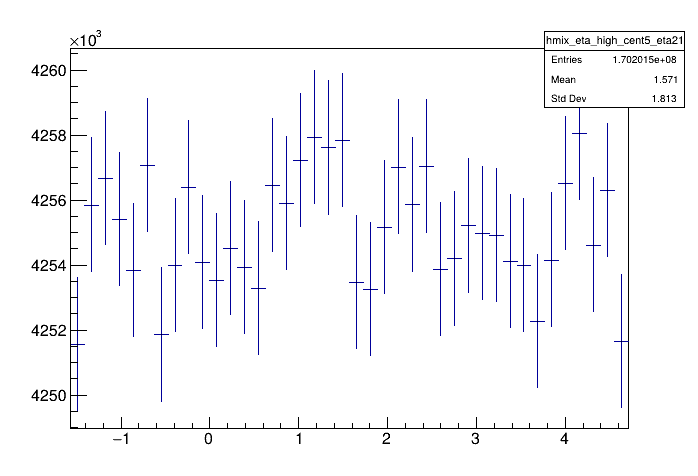 ×10³
hmix_eta_high_cent5_eta21
Entries 1.702015e+08
Mean 1.571
Std Dev 1.813
4260
4258
4256
4254
4252
4250
−1 0 1 2 3 4